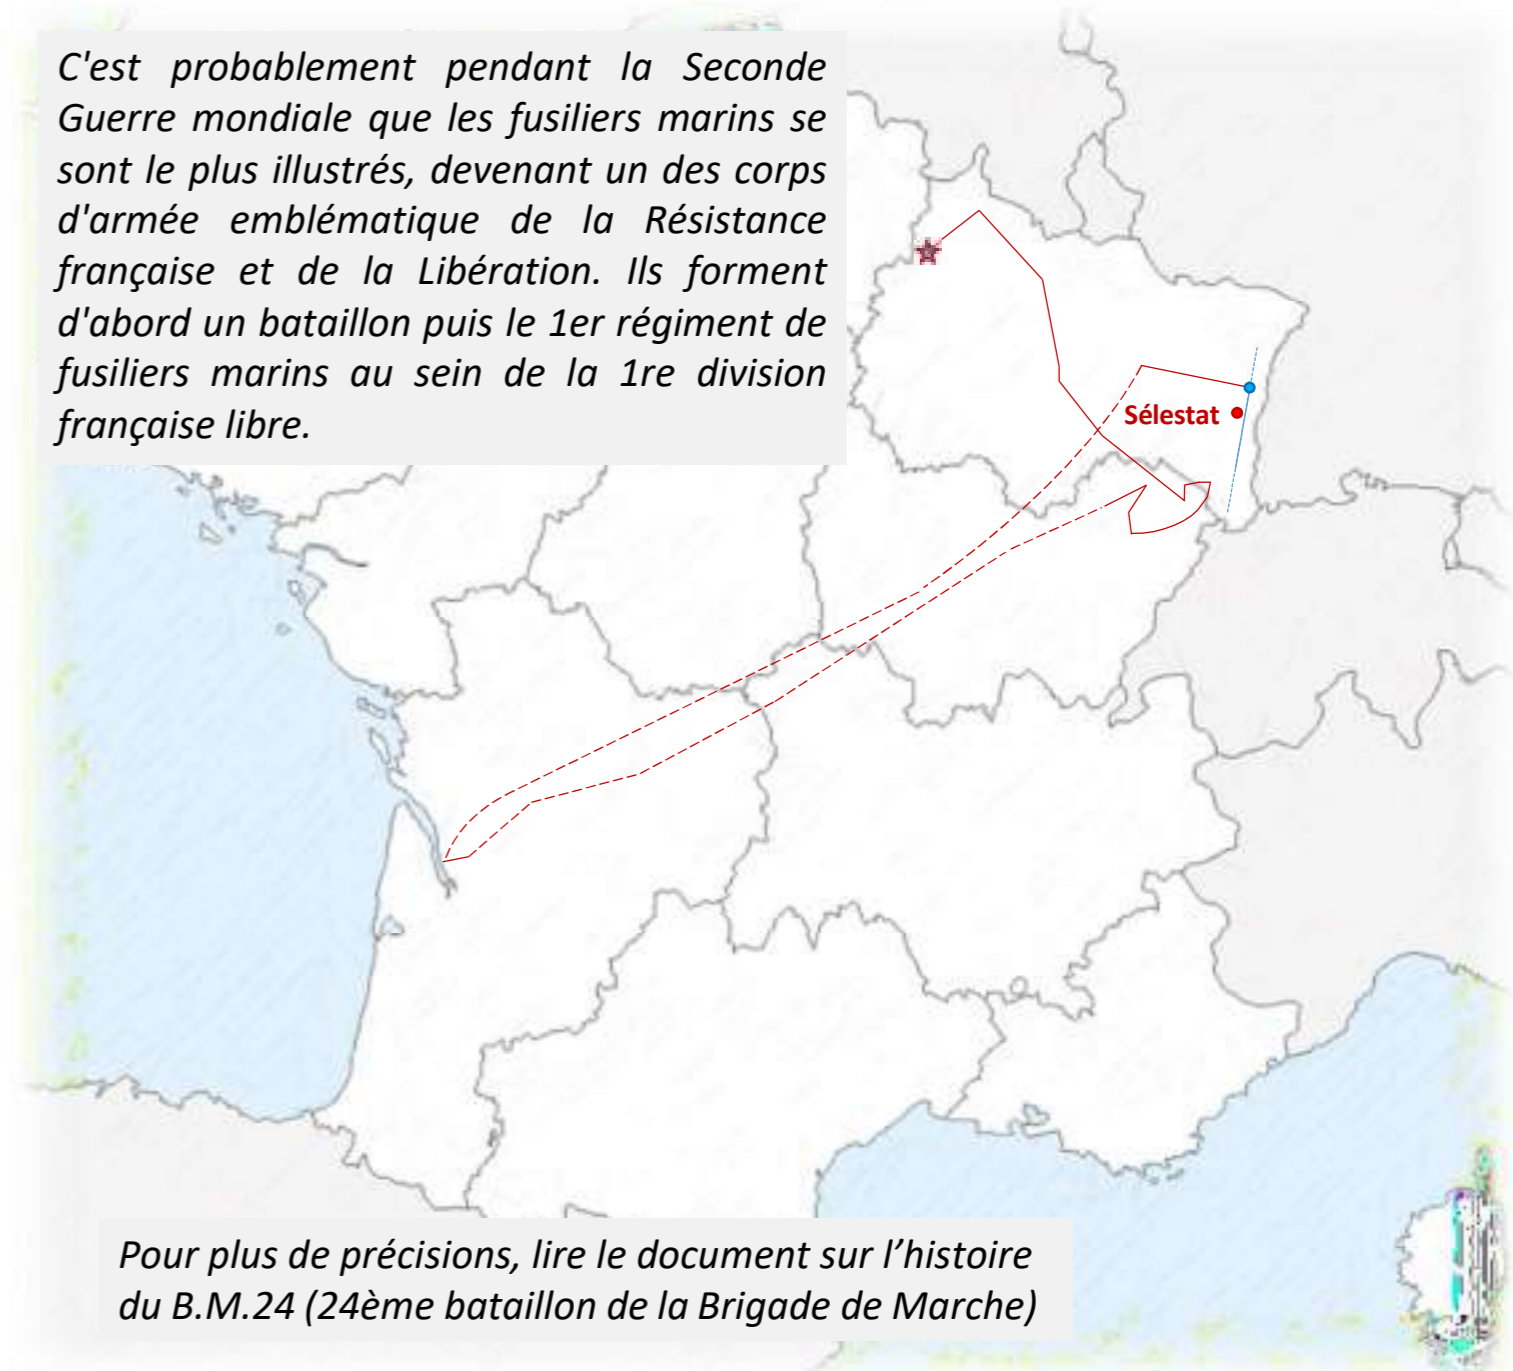 C'est probablement pendant la Seconde
Guerre mondiale que les fusiliers marins se
sont le plus illustrés, devenant un des corps
d'armée emblématique de la Résistance
française et de la Libération. Ils forment
d'abord un bataillon puis le 1er régiment de
fusiliers marins au sein de la 1re division
française libre.
Sélestat
Pour plus de précisions, lire le document sur l’histoire
du B.M.24 (24ème bataillon de la Brigade de Marche)